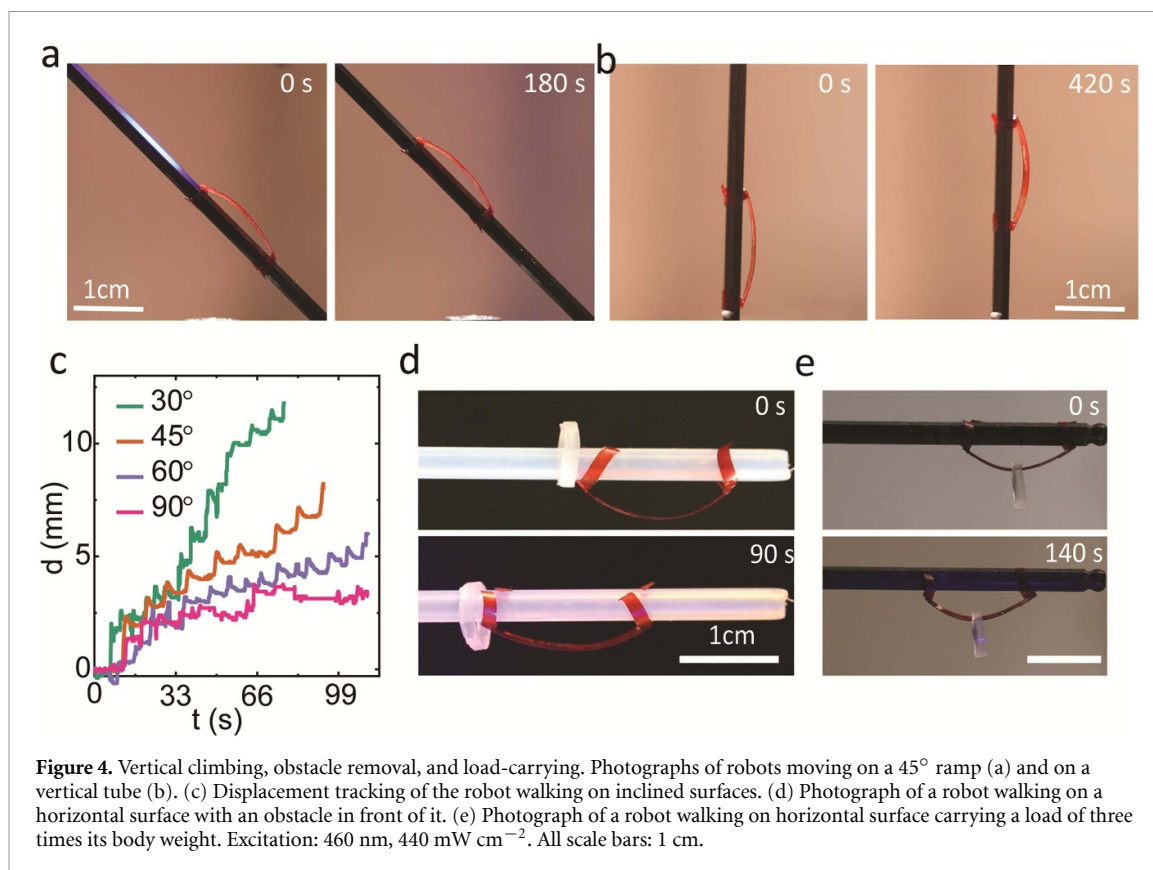 a
0 s
180 s
1cm
b
0 s
420 s
1cm
c
30°
45°
60°
90°
10
5
0
d (mm)
0 33 66 99
t (s)
d
0 s
90 s
1cm
e
0 s
140 s
Figure 4. Vertical climbing, obstacle removal, and load-carrying. Photographs of robots moving on a 45° ramp (a) and on a
vertical tube (b). (c) Displacement tracking of the robot walking on inclined surfaces. (d) Photograph of a robot walking on a
horizontal surface with an obstacle in front of it. (e) Photograph of a robot walking on horizontal surface carrying a load of three
times its body weight. Excitation: 460 nm, 440 mW cm⁻². All scale bars: 1 cm.